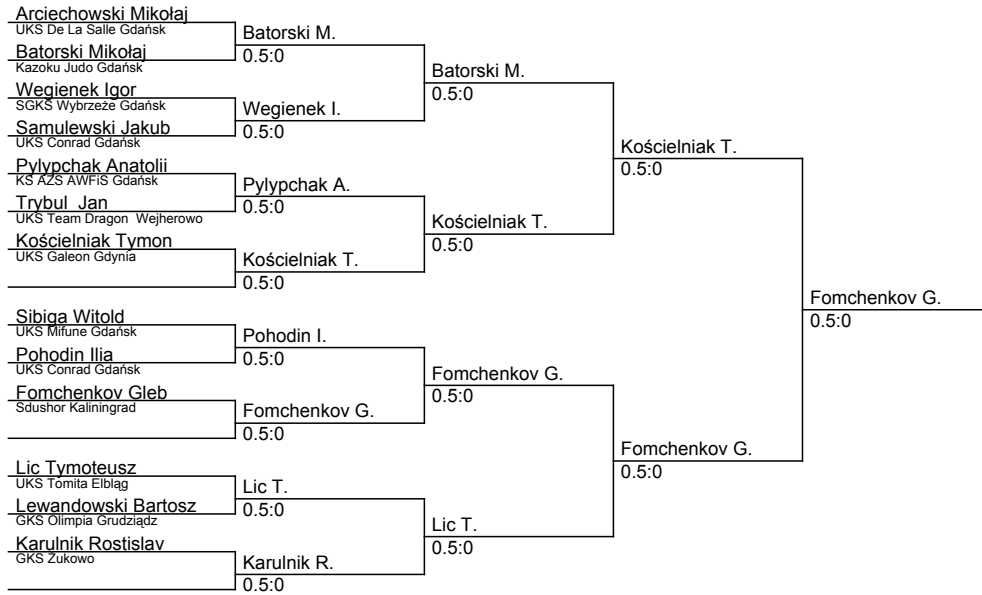 Arciechowski Mikołaj
UKS De La Salle Gdańsk
Batorski Mikołaj
Kazoku Judo Gdańsk
Wegienek Igor
SGKS Wybrzeże Gdańsk
Samulewski Jakub
UKS Conrad Gdańsk
Pylypchak Anatolii
KS AZS AWFiS Gdańsk
Trybul Jan
UKS Team Dragon Wejherowo
Kościelniak Tymon
UKS Galeon Gdynia
Sibiga Witold
UKS Mifune Gdańsk
Pohodin Ilia
UKS Conrad Gdańsk
Fomchenkov Gleb
Sdushor Kaliningrad
Lic Tymoteusz
UKS Tomita Elbląg
Lewandowski Bartosz
GKS Olimpia Grudziądz
Karulnik Rostislav
GKS Żukowo
Batorski M.
0.5:0
Wegienek I.
0.5:0
Pylypchak A.
0.5:0
Kościelniak T.
0.5:0
Pohodin I.
0.5:0
Fomchenkov G.
0.5:0
Lic T.
0.5:0
Karulnik R.
0.5:0
Batorski M.
0.5:0
Kościelniak T.
0.5:0
Fomchenkov G.
0.5:0
Lic T.
0.5:0
Kościelniak T.
0.5:0
Fomchenkov G.
0.5:0
Fomchenkov G.
0.5:0